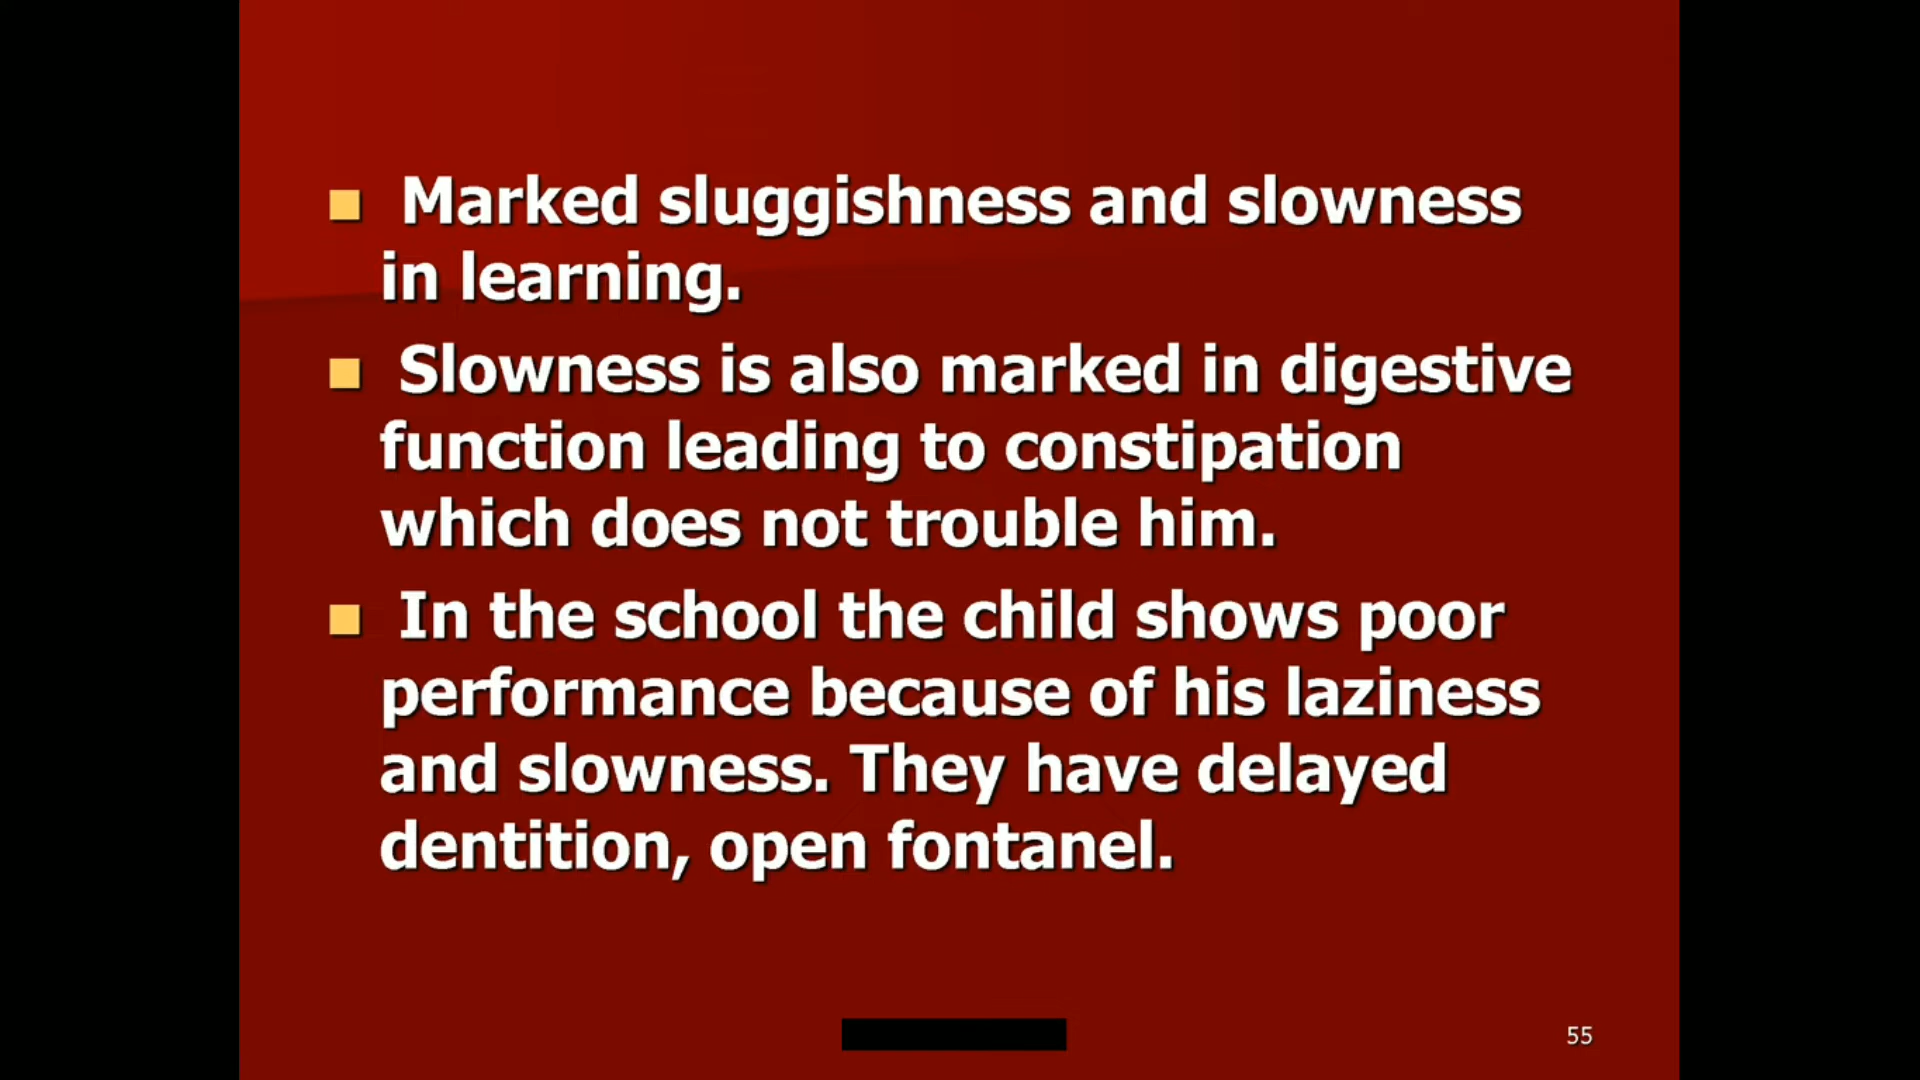 Marked sluggishness and slowness
in learning.
Slowness is also marked in digestive
function leading to constipation
which does not trouble him.
In the school the child shows poor
performance because of his laziness
and slowness. They have delayed
dentition, open fontanel.
55